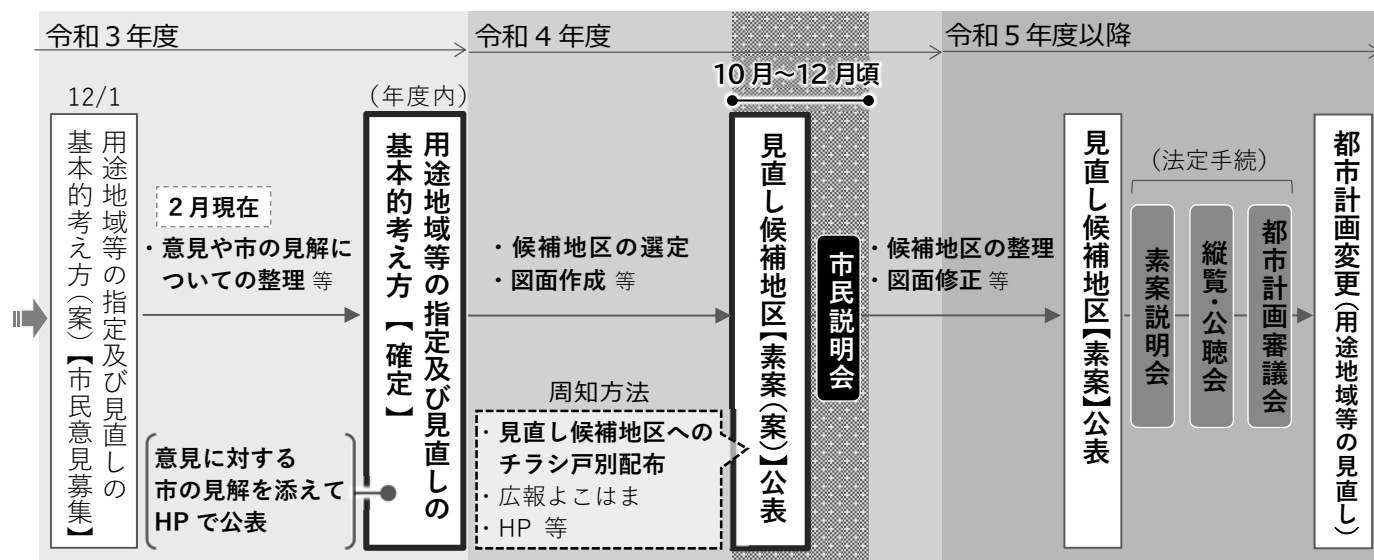 令和３年度
令和４年度
令和５年度以降
12/1
用途地域等の指定及び見直しの
基本的考え方（案）【市民意見募集】
２月現在
・意見や市の見解に
ついての整理 等
意見に対する
市の見解を添えて
HP で公表
（年度内）
用途地域等の指定及び見直しの
基本的考え方【確定】
・候補地区の選定
・図面作成 等
周知方法
・見直し候補地区への
チラシ戸別配布
・広報よこはま
・HP 等
10 月～12 月頃
見直し候補地区【素案（案）】公表
市民説明会
・候補地区の整理
・図面修正 等
見直し候補地区【素案】公表
（法定手続）
素案説明会
縦覧・公聴会
都市計画審議会
都市計画変更（用途地域等の見直し）